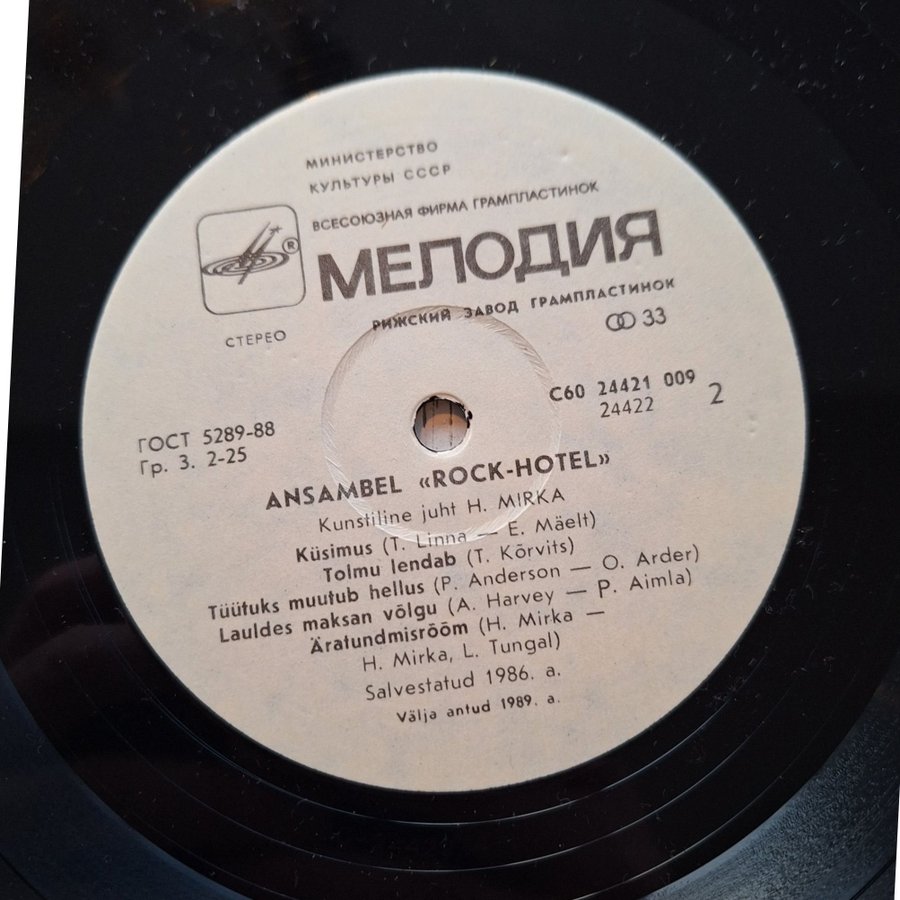 МИНИСТЕРСТВО
КУЛЬТУРЫ СССР
ВСЕСОЮЗНАЯ ФИРМА ГРАМПЛАСТИНОК
®
МЕЛОДИЯ
РИЖСКИЙ ЗАВОД ГРАМПЛАСТИНОК
СТЕРЕО
33
С60 24421 009
24422
2
ГОСТ 5289-88
Гр. 3. 2-25
ANSAMBEL «ROCK-HOTEL»
Kunstiline juht H. MIRKA
Küsimus (T. Linna — E. Mäelt)
Tolmu lendab (T. Kõrvits)
Tüütuks muutub hellus (P. Anderson — O. Arder)
Lauldes maksan võlgu (A. Harvey — P. Aimla)
Äratundmisrõõm (H. Mirka —
H. Mirka, L. Tungal)
Salvestatud 1986. a.
Välja antud 1989. a.